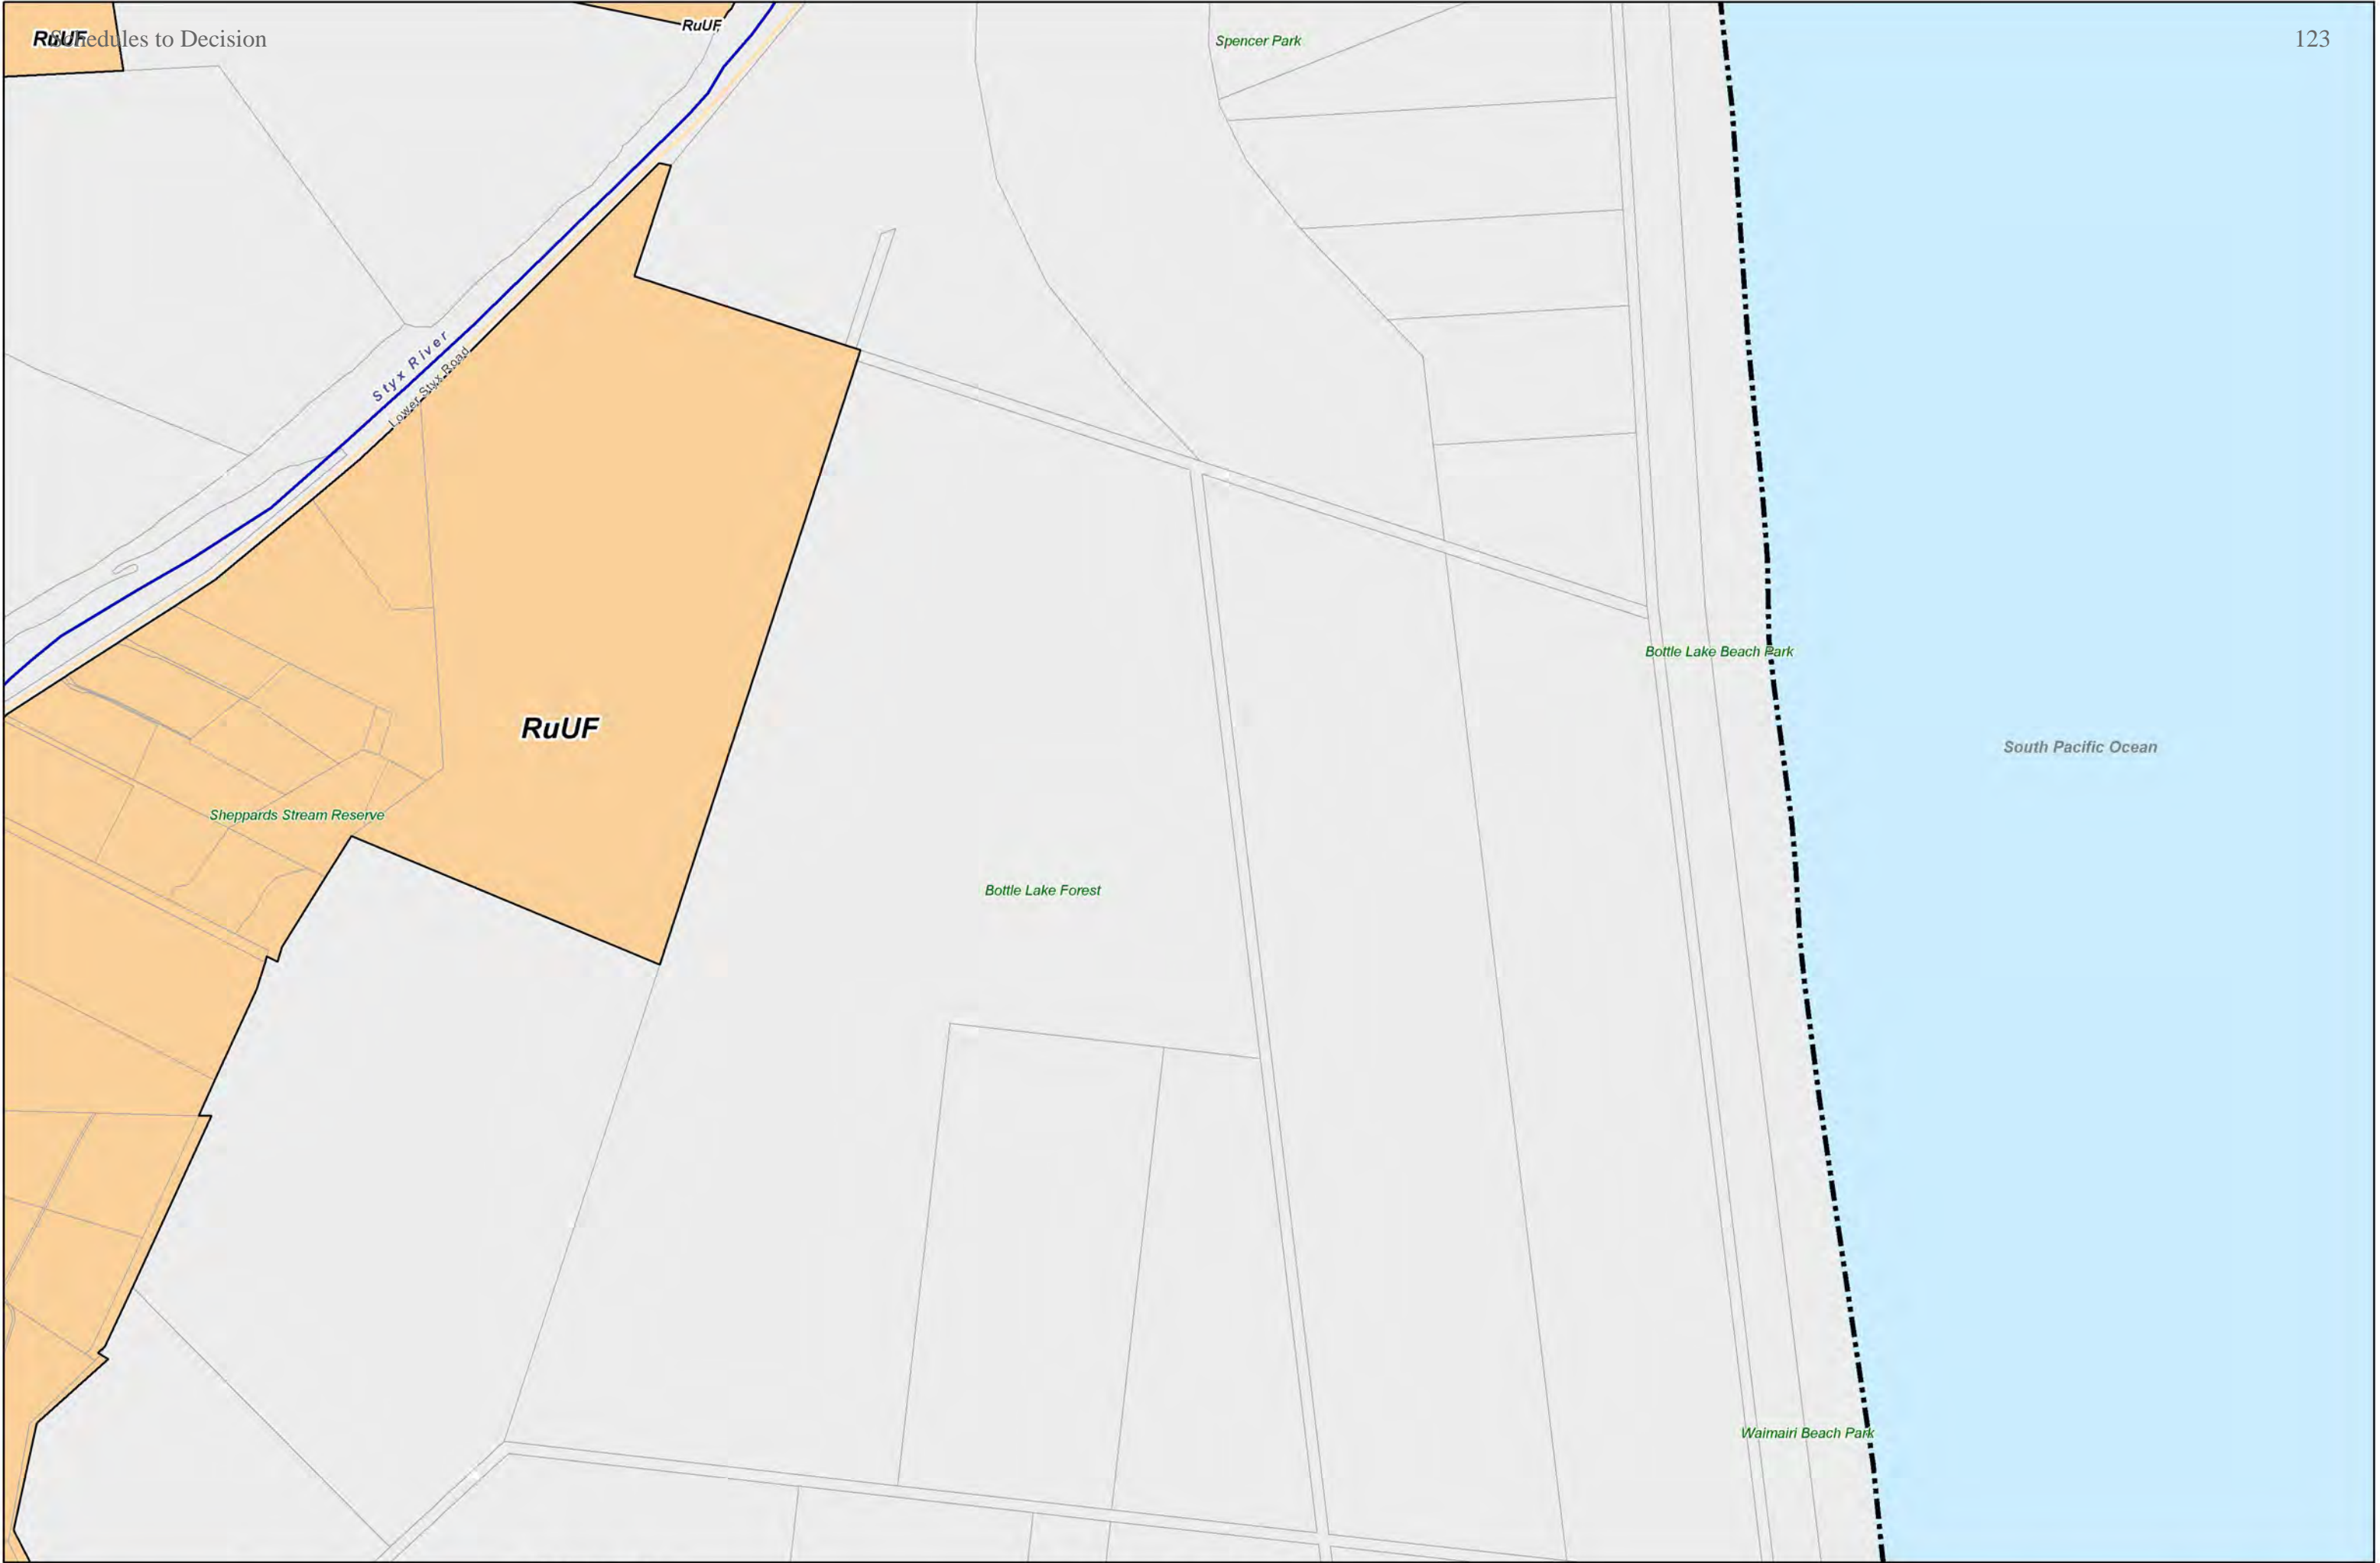 Schedules to Decision
123
RuUF
RuUF
Spencer Park
Styx River
Lower Styx Road
Bottle Lake Beach Park
RuUF
South Pacific Ocean
Sheppards Stream Reserve
Bottle Lake Forest
Waimairi Beach Park